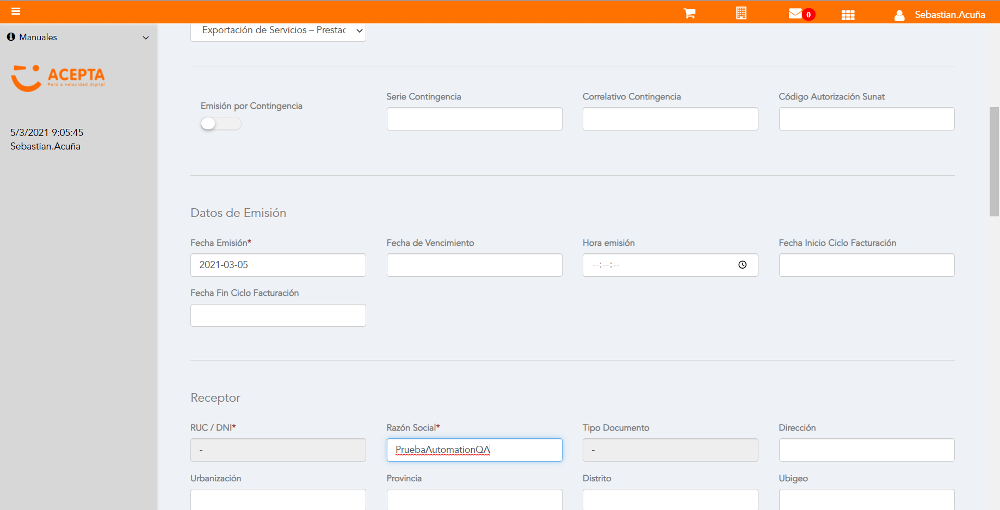 0
Sebastian.Acuña
Manuales
ACEPTA
Perú a velocidad digital
5/3/2021 9:05:45
Sebastian.Acuña
Exportación de Servicios – Prestac
Emisión por Contingencia
Serie Contingencia
Correlativo Contingencia
Código Autorización Sunat
Datos de Emisión
Fecha Emisión*
Fecha de Vencimiento
Hora emisión
Fecha Inicio Ciclo Facturación
2021-03-05
--:--:--
Fecha Fin Ciclo Facturación
Receptor
RUC / DNI*
Razón Social*
Tipo Documento
Dirección
-
PruebaAutomationQA
-
Urbanización
Provincia
Distrito
Ubigeo